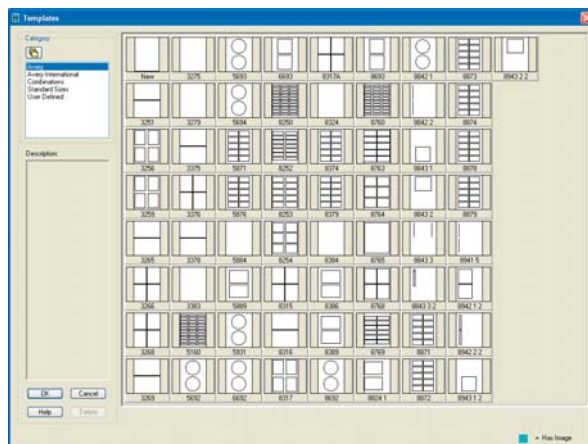 Templates
Category
Avery
Avery International
Combinations
Standard Sizes
User Defined
Description:
New 3275 5693 6693 8317A 8693 8842 1 8873 8943 2 2
3251 3279 5694 8250 8324 8760 8842 2 8874
3256 3375 5871 8252 8374 8763 8843 1 8878
3259 3376 5876 8253 8379 8764 8843 2 8879
3265 3378 5884 8254 8384 8765 8843 3 8941 5
3266 3383 5889 8315 8386 8768 8843 3 2 8942 1 2
3268 5160 5931 8316 8389 8769 8871 8942 2 2
3269 5692 6692 8317 8692 8824 1 8872 8943 1 2
OK Cancel
Help Delete
= Has Image